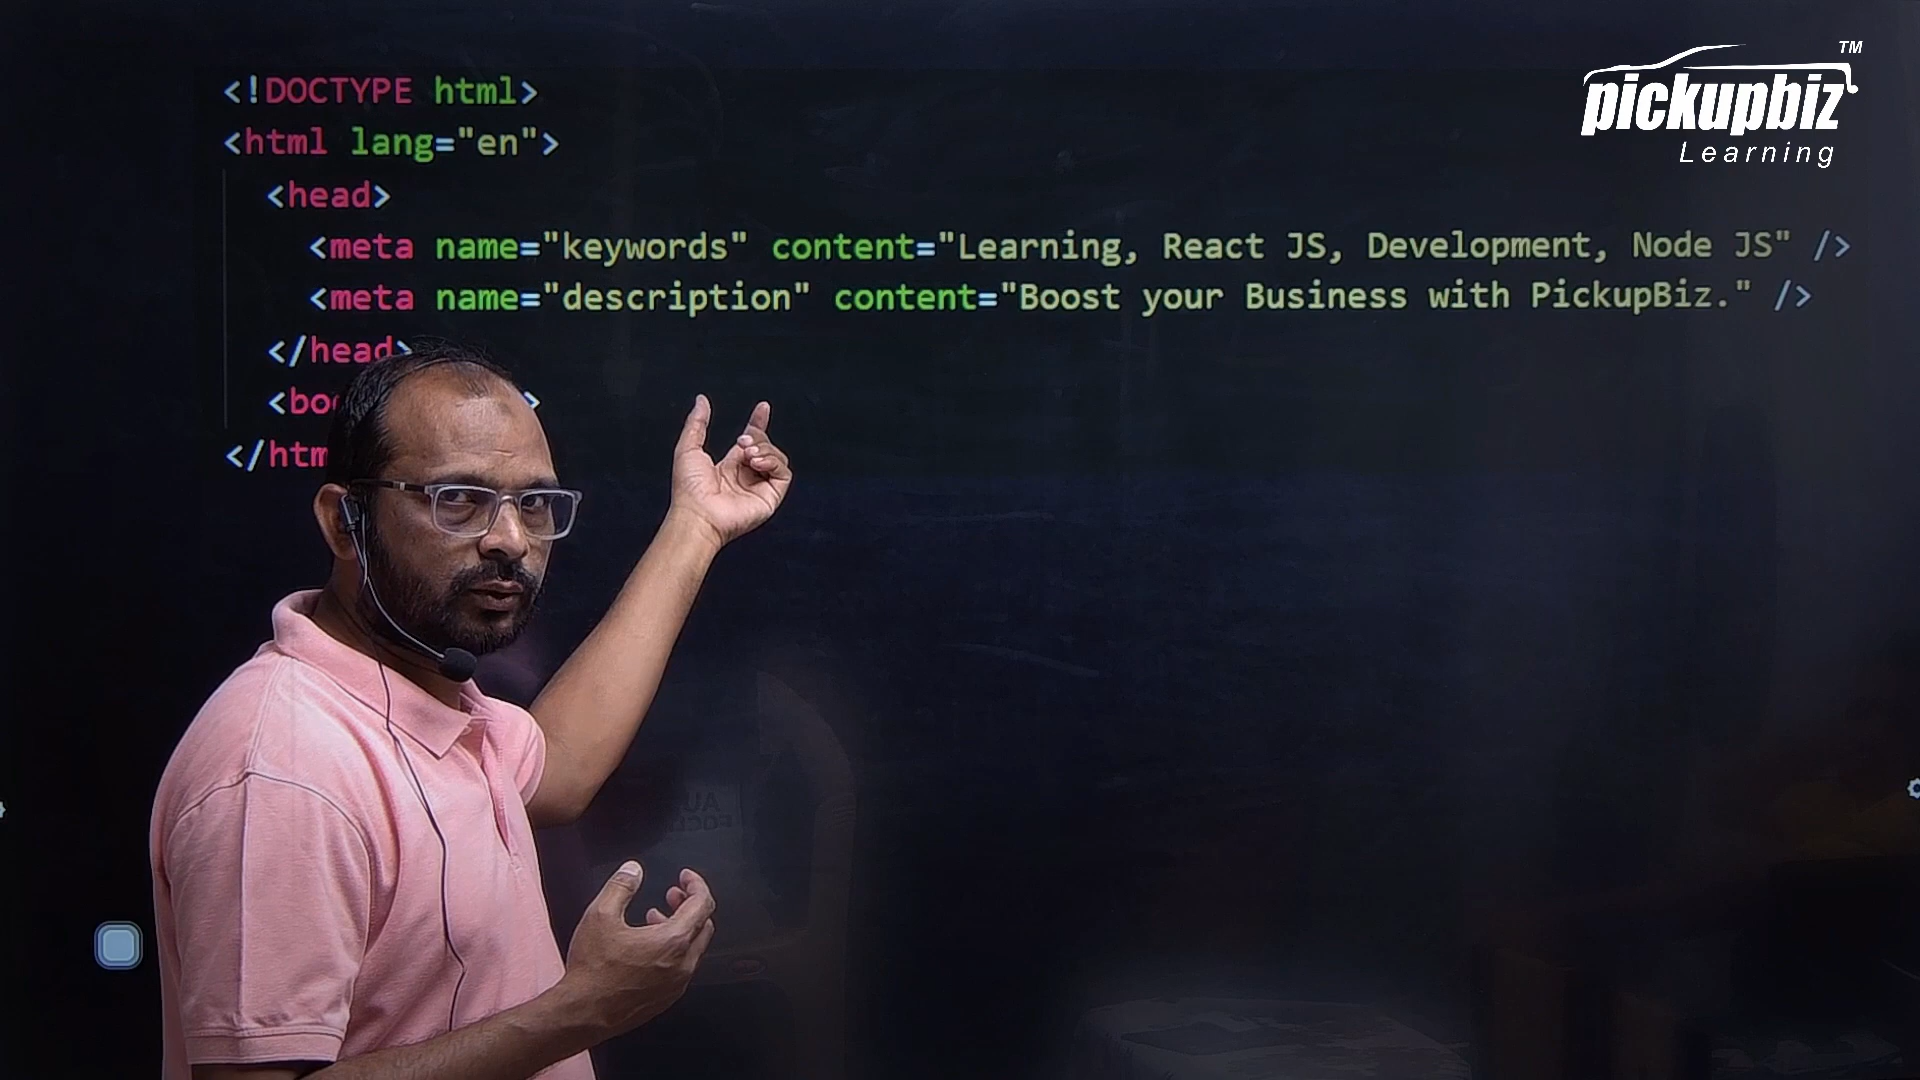 TM
pickupbiz
Learning
<!DOCTYPE html>
<html lang="en">
<head>
<meta name="keywords" content="Learning, React JS, Development, Node JS" />
<meta name="description" content="Boost your Business with PickupBiz." />
</head>